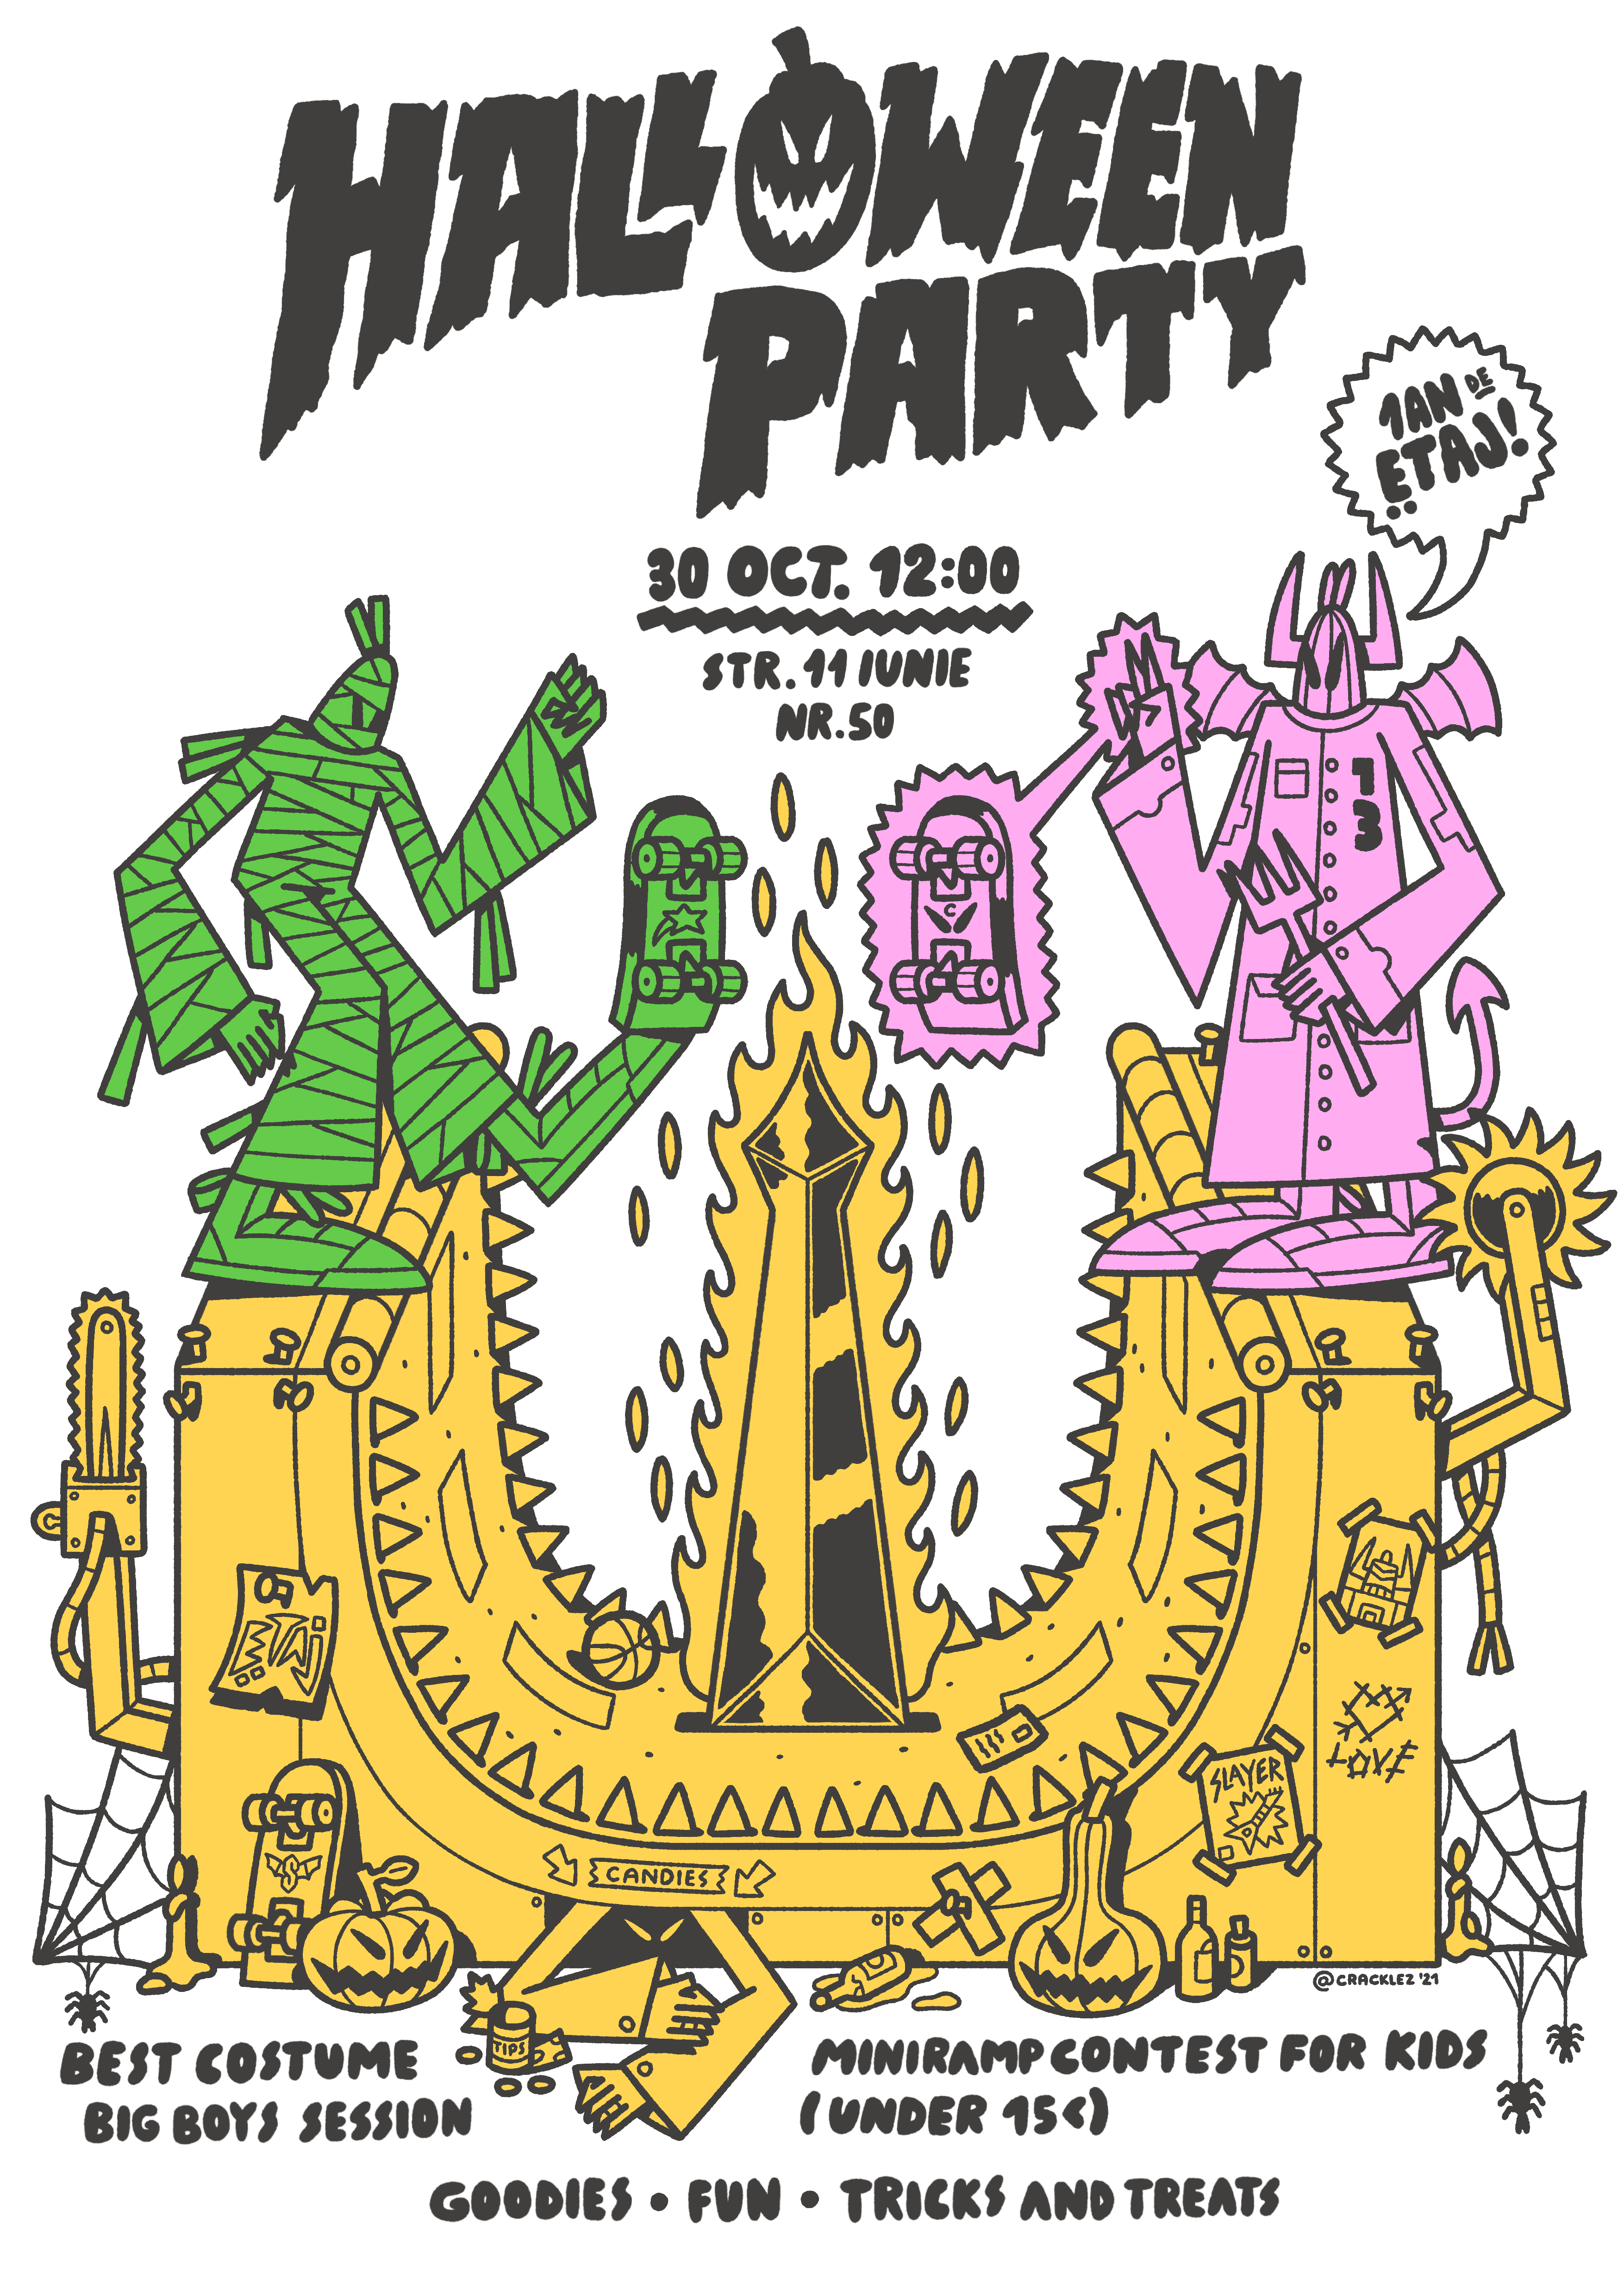 HALLOWEEN
PARTY
1AN DE
ETAJ!
30 OCT. 12:00
STR. 11 IUNIE
NR.50
13
C
ETAJ
SLAYER
LOVE
S
CANDIES
TIPS
@CRACKLEZ '21
BEST COSTUME
BIG BOYS SESSION
MINIRAMP CONTEST FOR KIDS
(UNDER 15<)
GOODIES • FUN • TRICKS AND TREATS